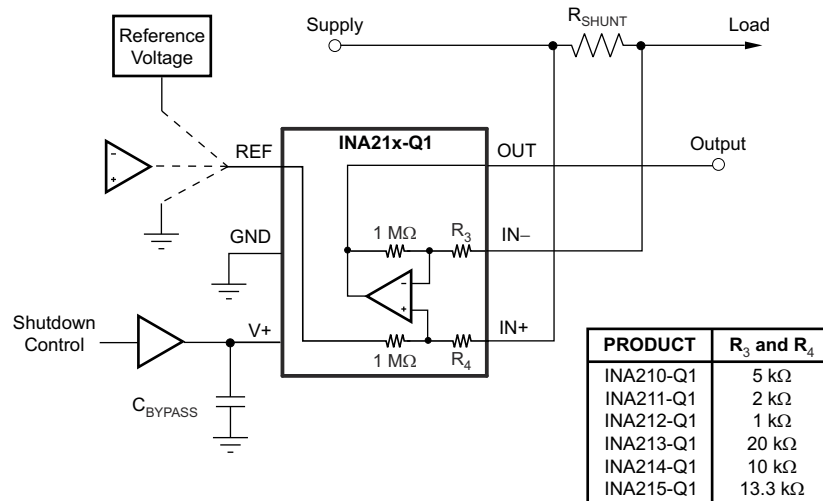 Reference
Voltage
Supply
R_SHUNT
Load
INA21x-Q1
REF
OUT
Output
-
+
GND
1 MΩ
R3
IN−
-
+
Shutdown
Control
V+
1 MΩ
R4
IN+
C_BYPASS
PRODUCT R3 and R4
INA210-Q1 5 kΩ
INA211-Q1 2 kΩ
INA212-Q1 1 kΩ
INA213-Q1 20 kΩ
INA214-Q1 10 kΩ
INA215-Q1 13.3 kΩ